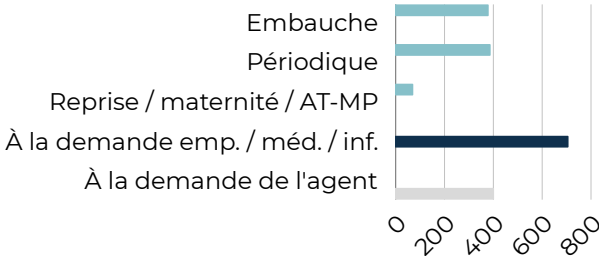 Embauche
Périodique
Reprise / maternité / AT-MP
À la demande emp. / méd. / inf.
À la demande de l'agent
0
200
400
600
800